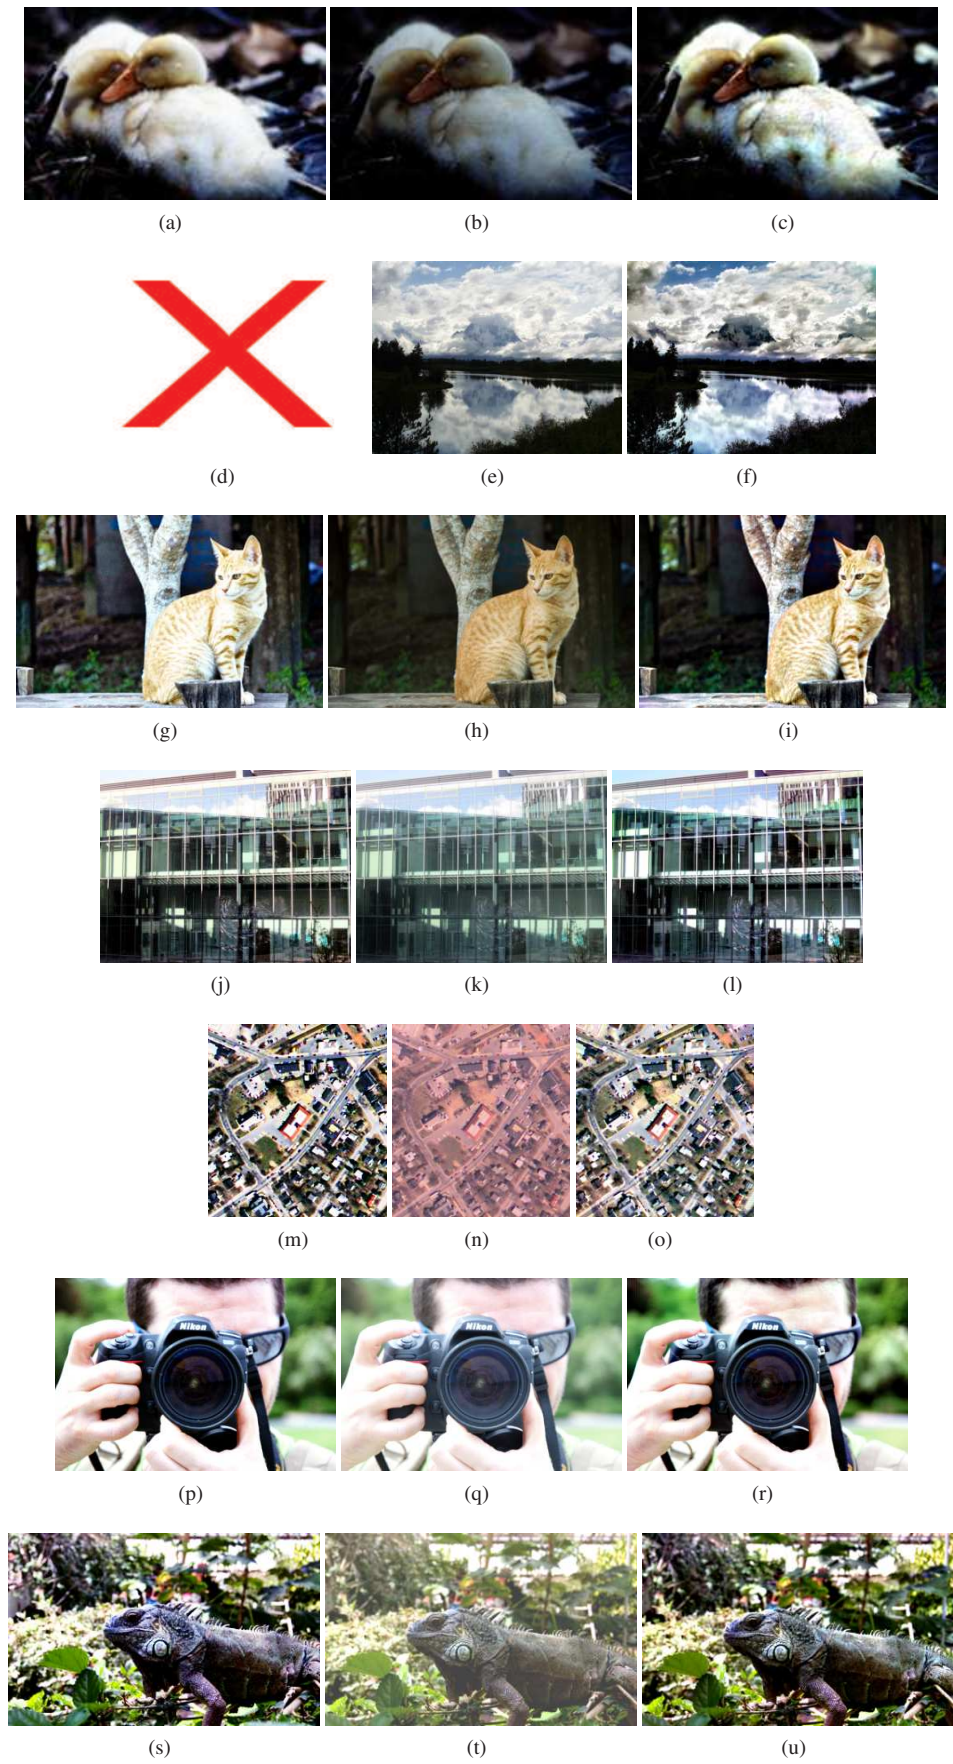 (a) (b) (c)
(d) (e) (f)
(g) (h) (i)
(j) (k) (l)
(m) (n) (o)
Nikon Nikon Nikon
(p) (q) (r)
(s) (t) (u)